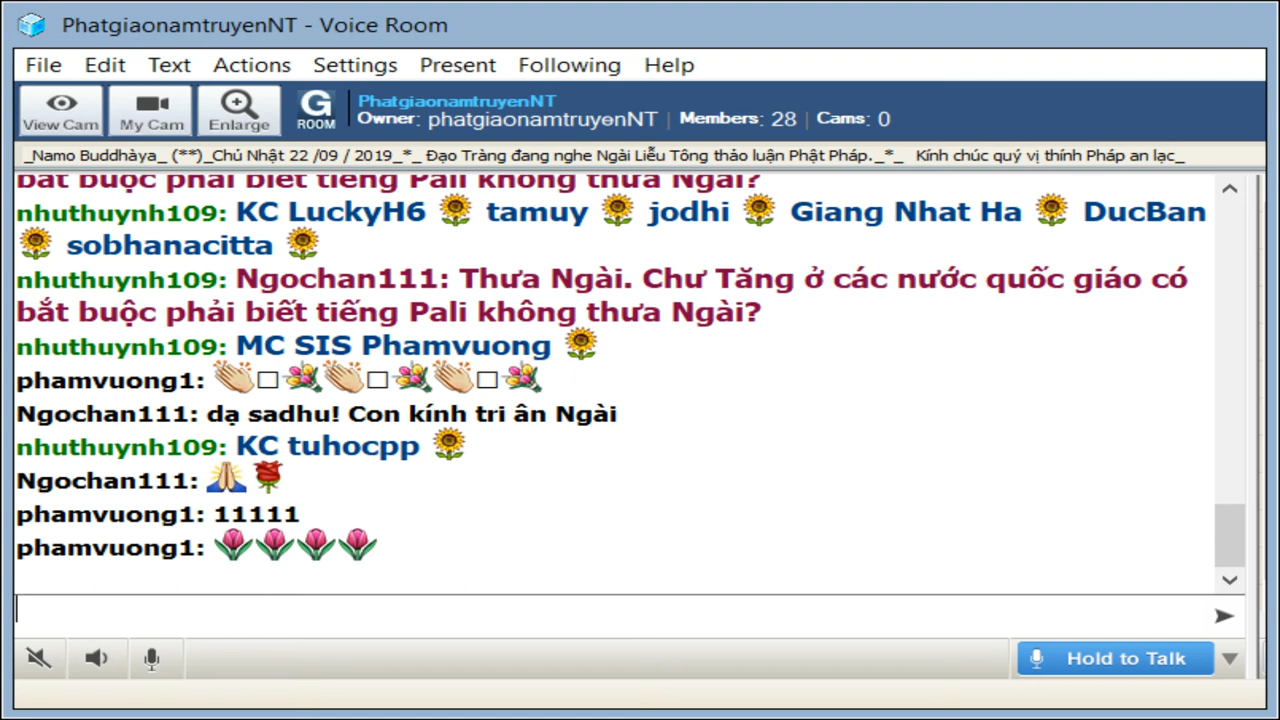 PhatgiaonamtruyenNT - Voice Room
File Edit Text Actions Settings Present Following Help
View Cam My Cam Enlarge G ROOM
PhatgiaonamtruyenNT
Owner: phatgiaonamtruyenNT | Members: 28 | Cams: 0
_Namo Buddhàya_ (**)_Chủ Nhật 22 /09 / 2019_*_ Đạo Tràng đang nghe Ngài Liễu Tông thảo luận Phật Pháp._*_ Kính chúc quý vị thính Pháp an lạc_
bắt buộc phải biết tiếng Pali không thưa Ngài?
nhuthuynh109: KC LuckyH6 🌻 tamuy 🌻 jodhi 🌻 Giang Nhat Ha 🌻 DucBan
🌻 sobhanacitta 🌻
nhuthuynh109: Ngochan111: Thưa Ngài. Chư Tăng ở các nước quốc giáo có
bắt buộc phải biết tiếng Pali không thưa Ngài?
nhuthuynh109: MC SIS Phamvuong 🌻
phamvuong1: 👏🏼□💐👏🏼□💐👏🏼□💐
Ngochan111: dạ sadhu! Con kính tri ân Ngài
nhuthuynh109: KC tuhocpp 🌻
Ngochan111: 🙏🏼🌹
phamvuong1: 11111
phamvuong1: 🌷🌷🌷🌷
Hold to Talk